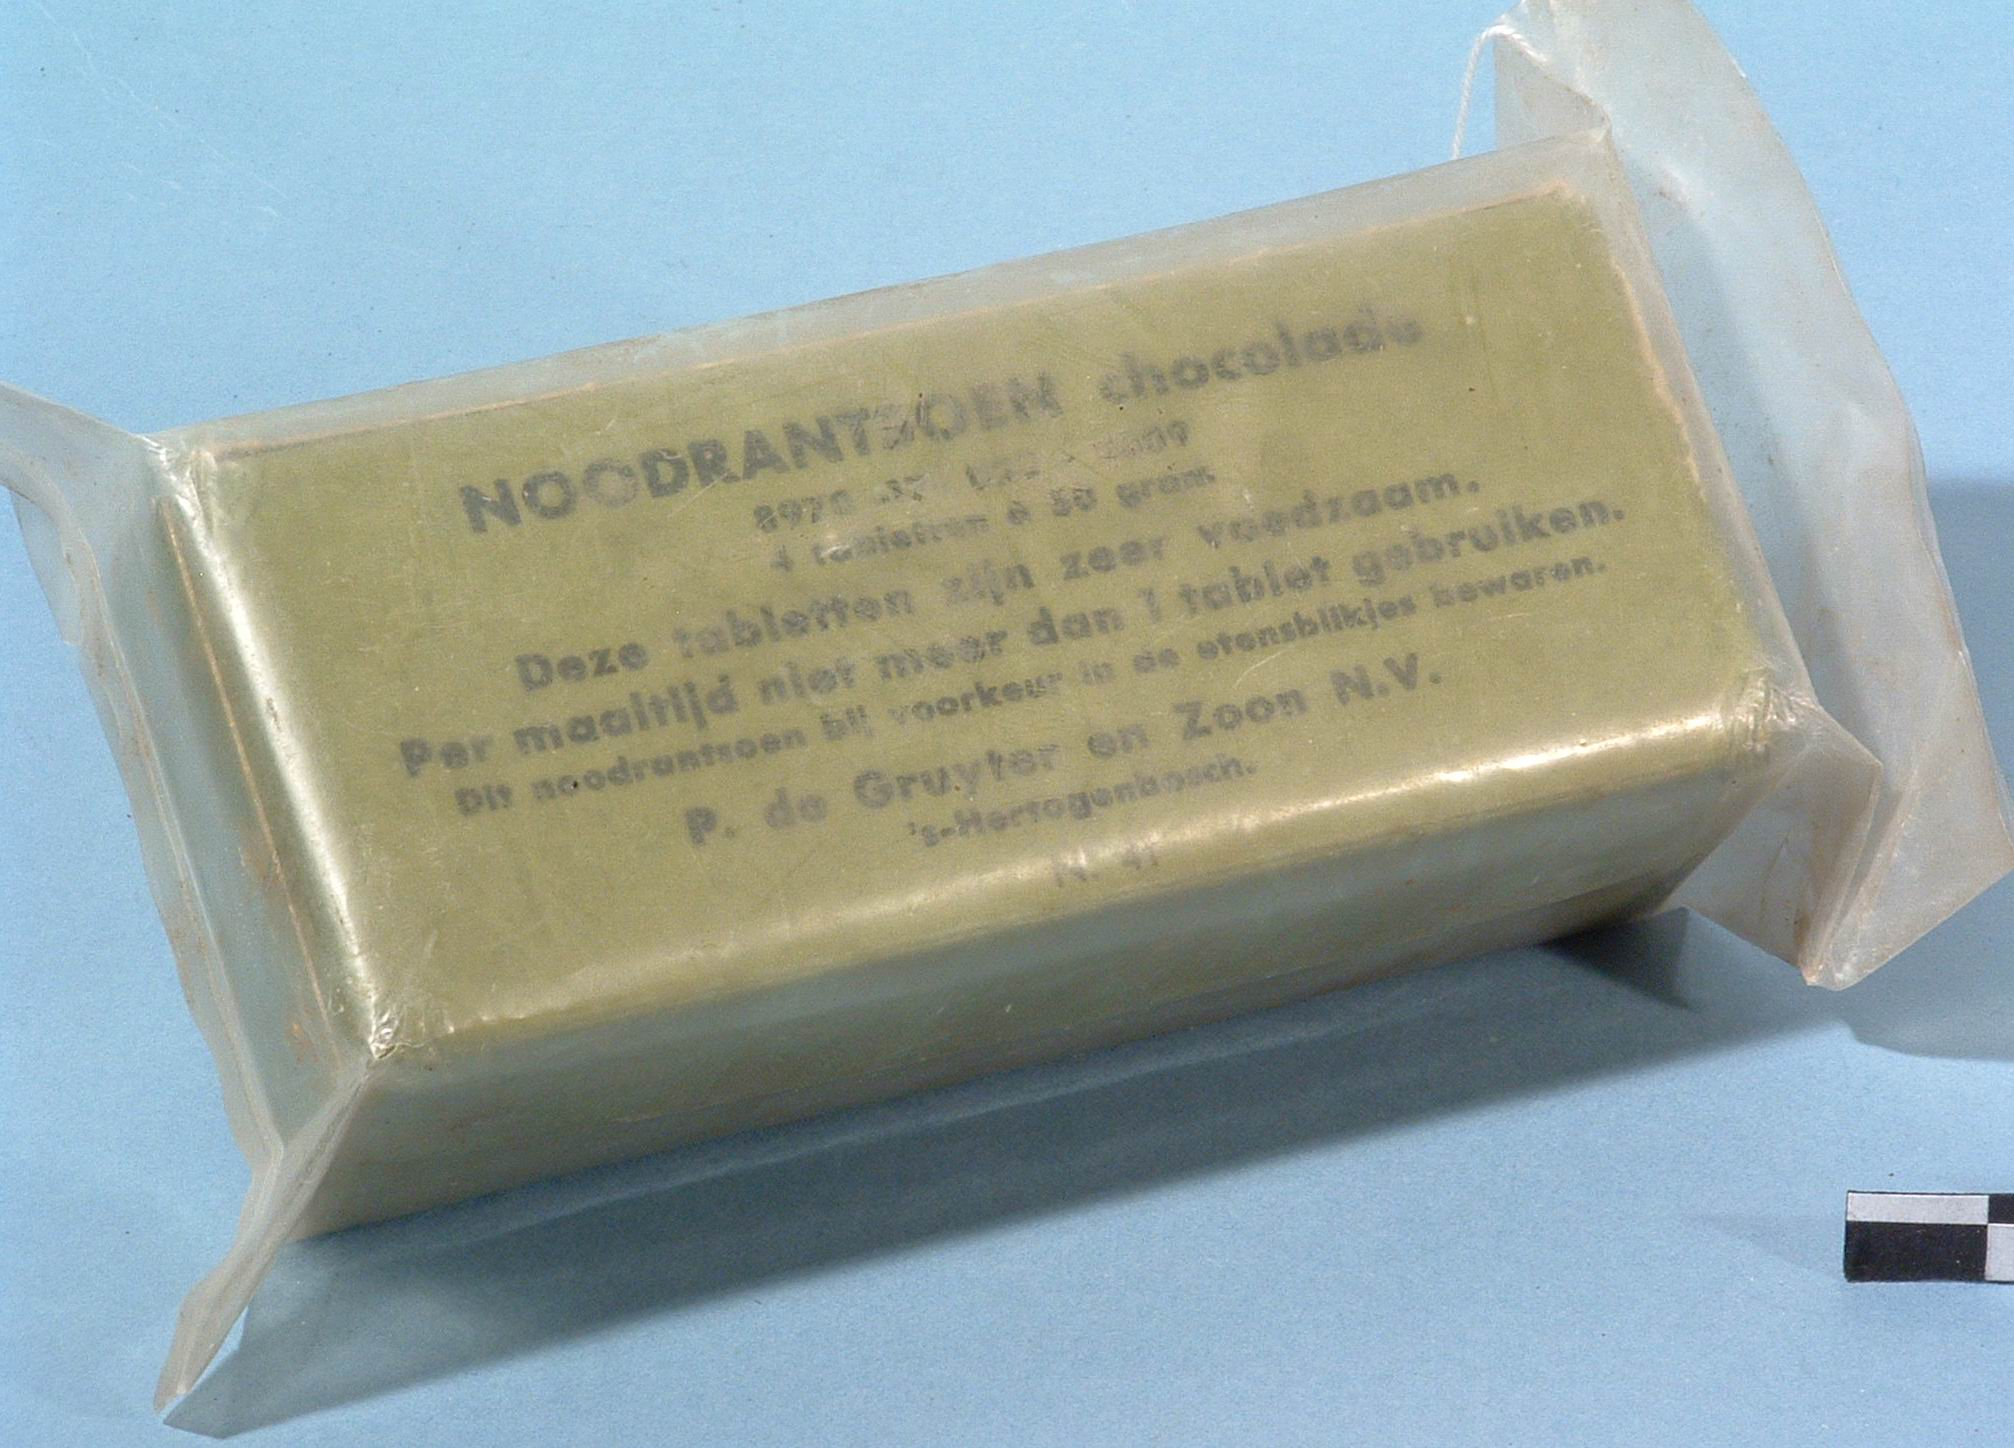 NOODRANTSOEN chocolade
4 tabletten à 50 gram.
Deze tabletten zijn zeer voedzaam.
Per maaltijd niet meer dan 1 tablet gebruiken.
Dit noodrantsoen bij voorkeur in de etensblikjes bewaren.
P. de Gruyter en Zoon N.V.
's-Hertogenbosch.
N. 41